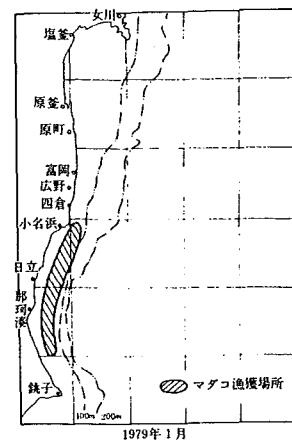 女川
塩釜
原釜
原町
富岡
広野
四倉
小名浜
日立
那珂湊
銚子
100m 200m
マダコ漁獲場所
1979年1月